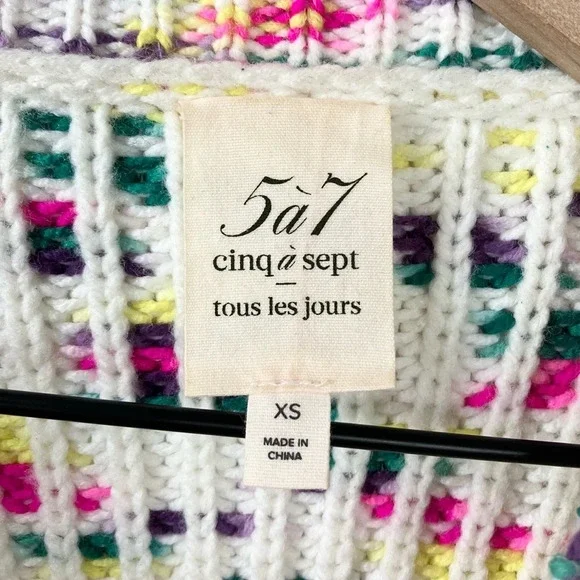 5à7
cinq à sept
tous les jours
XS
MADE IN
CHINA